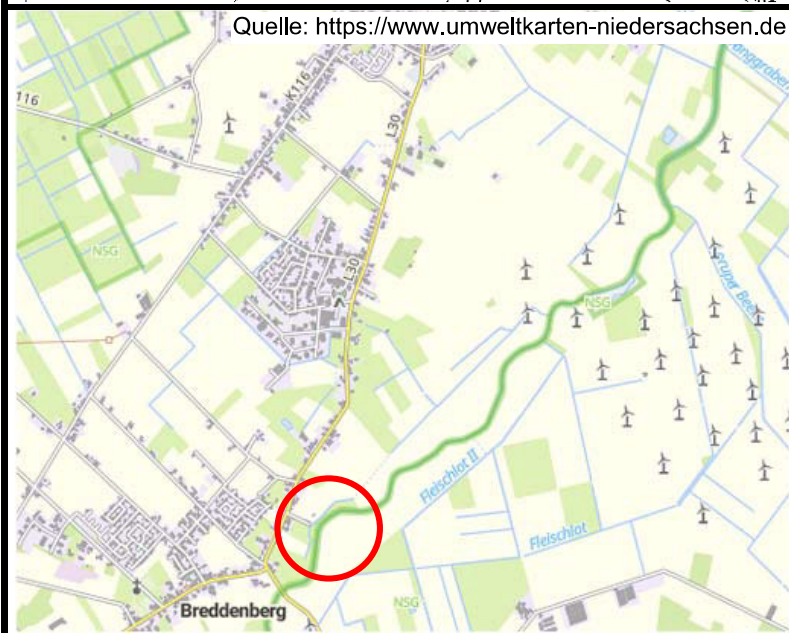 Quelle: https://www.umweltkarten-niedersachsen.de
K116
116
L30
NSG
L30
NSG
Fleischlot II
Fleischlot
Breddenberg
NSG